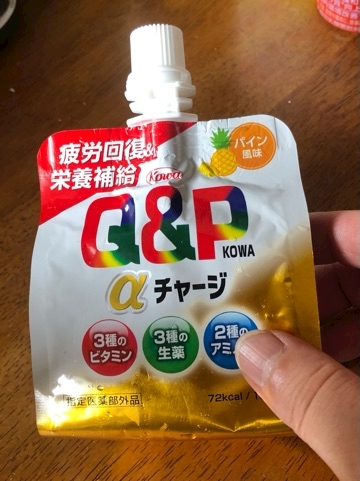 疲労回復&
栄養補給
パイン
風味
Kowa
Q&P
KOWA
αチャージ
3種の
ビタミン
3種の
生薬
2種の
アミ
指定医薬部外品
72kcal / 1